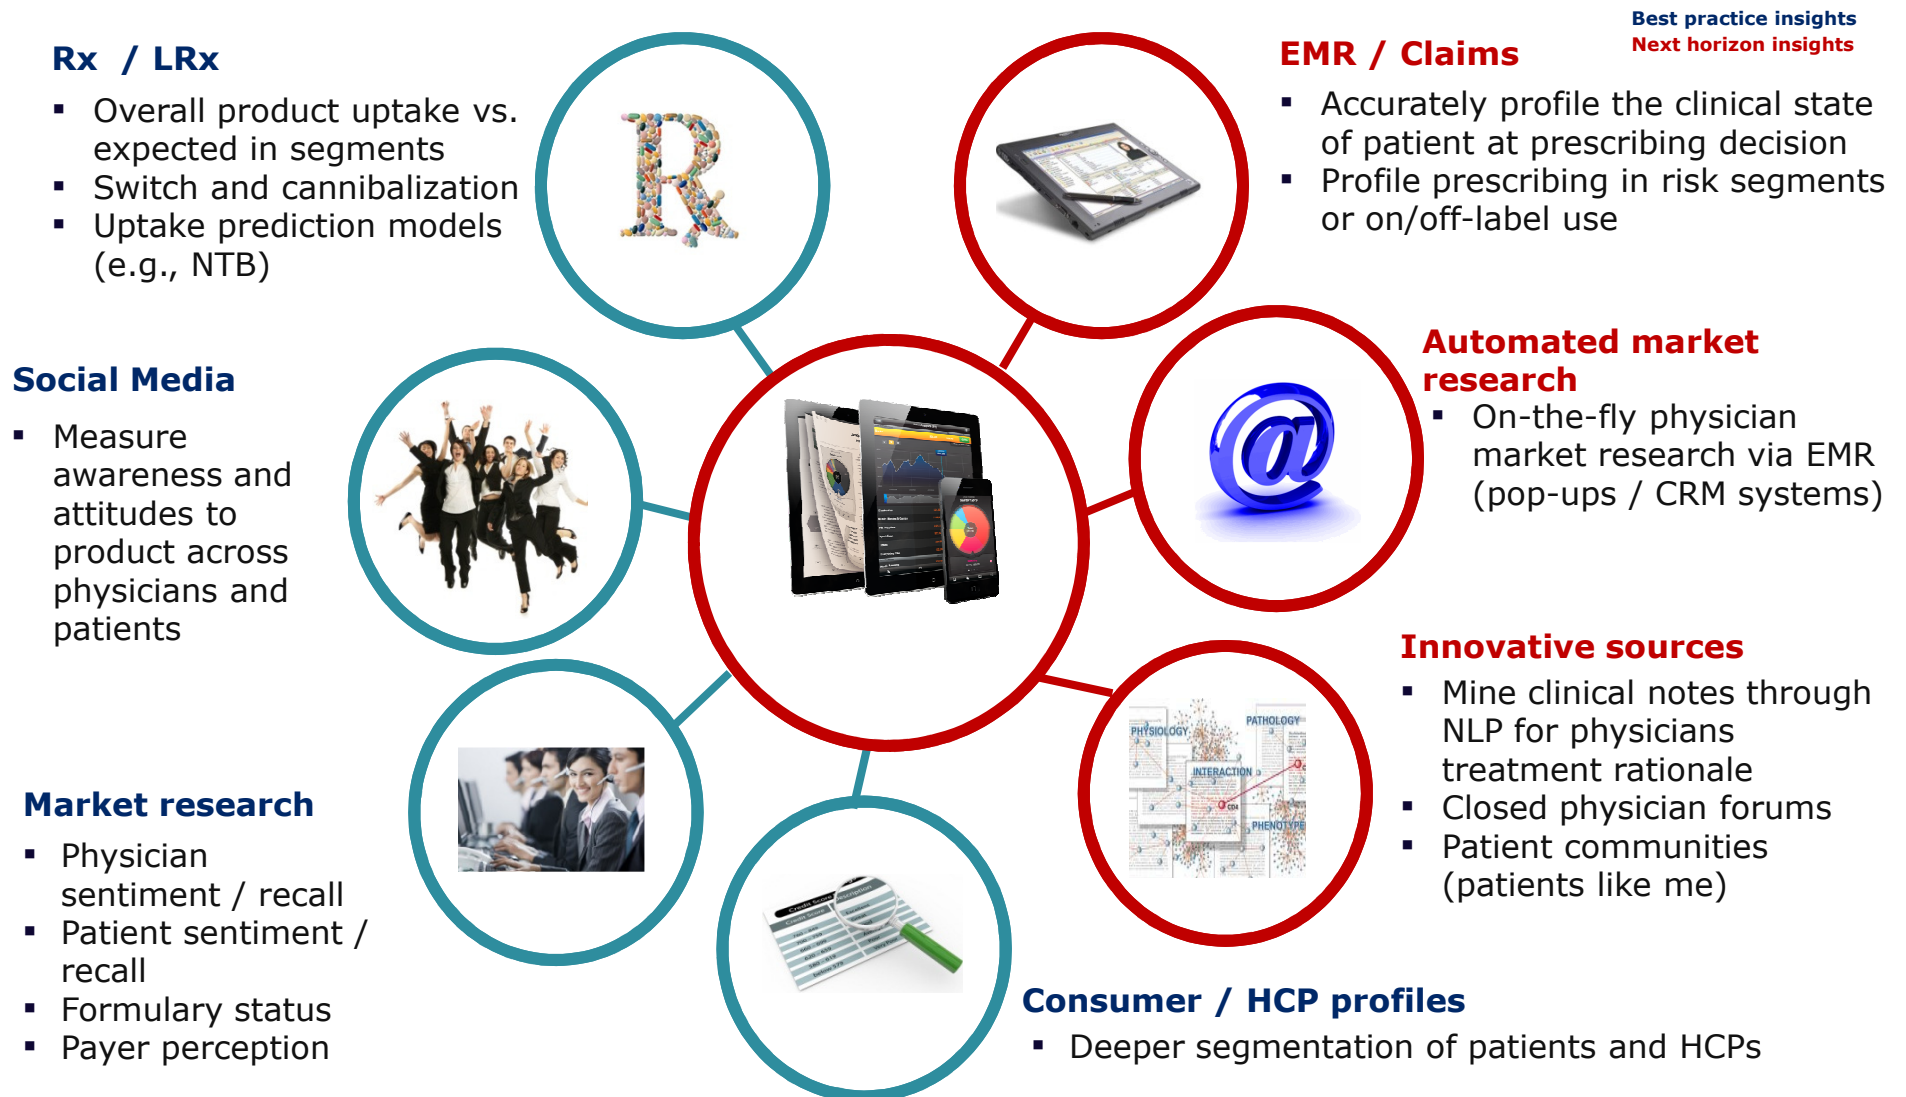 Best practice insights
Next horizon insights
Rx / LRx
▪ Overall product uptake vs.
expected in segments
▪ Switch and cannibalization
▪ Uptake prediction models
(e.g., NTB)
EMR / Claims
▪ Accurately profile the clinical state
of patient at prescribing decision
▪ Profile prescribing in risk segments
or on/off-label use
Social Media
▪ Measure
awareness and
attitudes to
product across
physicians and
patients
Automated market
research
▪ On-the-fly physician
market research via EMR
(pop-ups / CRM systems)
@
Innovative sources
▪ Mine clinical notes through
NLP for physicians
treatment rationale
▪ Closed physician forums
▪ Patient communities
(patients like me)
PHYSIOLOGY
PATHOLOGY
INTERACTION
CD4
PHENOTYPE
Market research
▪ Physician
sentiment / recall
▪ Patient sentiment /
recall
▪ Formulary status
▪ Payer perception
Credit Score Description
Credit Score
Consumer / HCP profiles
▪ Deeper segmentation of patients and HCPs